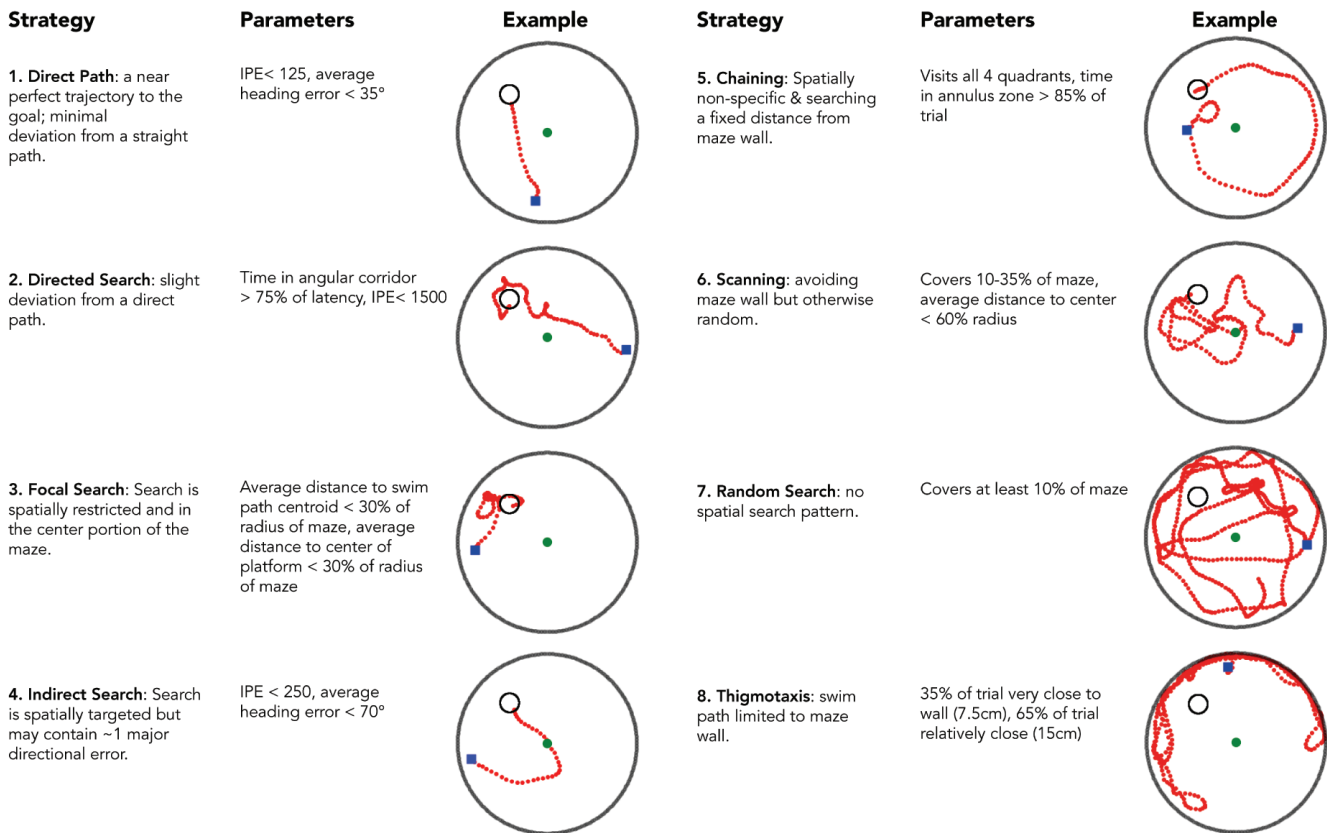 Strategy
Parameters
Example
1. Direct Path: a near
perfect trajectory to the
goal; minimal
deviation from a straight
path.
IPE< 125, average
heading error < 35°
2. Directed Search: slight
deviation from a direct
path.
Time in angular corridor
> 75% of latency, IPE< 1500
3. Focal Search: Search is
spatially restricted and in
the center portion of the
maze.
Average distance to swim
path centroid < 30% of
radius of maze, average
distance to center of
platform < 30% of radius
of maze
4. Indirect Search: Search
is spatially targeted but
may contain ~1 major
directional error.
IPE < 250, average
heading error < 70°
Strategy
Parameters
Example
5. Chaining: Spatially
non-specific & searching
a fixed distance from
maze wall.
Visits all 4 quadrants, time
in annulus zone > 85% of
trial
6. Scanning: avoiding
maze wall but otherwise
random.
Covers 10-35% of maze,
average distance to center
< 60% radius
7. Random Search: no
spatial search pattern.
Covers at least 10% of maze
8. Thigmotaxis: swim
path limited to maze
wall.
35% of trial very close to
wall (7.5cm), 65% of trial
relatively close (15cm)